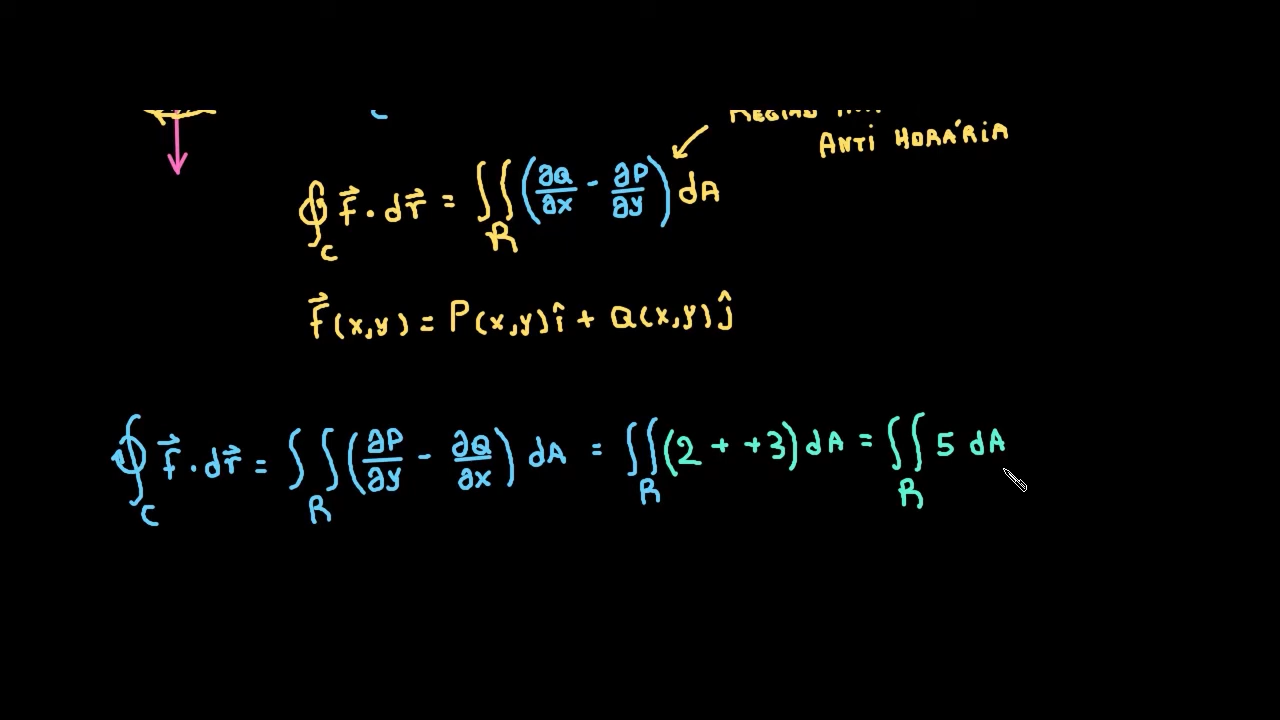 ANTI HORÁRIA
∮_C F⃗ · dr⃗ = ∬_R (∂Q/∂x - ∂P/∂y) dA
F⃗(x,y) = P(x,y)î + Q(x,y)ĵ
∮_C F⃗ · dr⃗ = ∬_R (∂P/∂y - ∂Q/∂x) dA = ∬_R (2 + +3) dA = ∬_R 5 dA